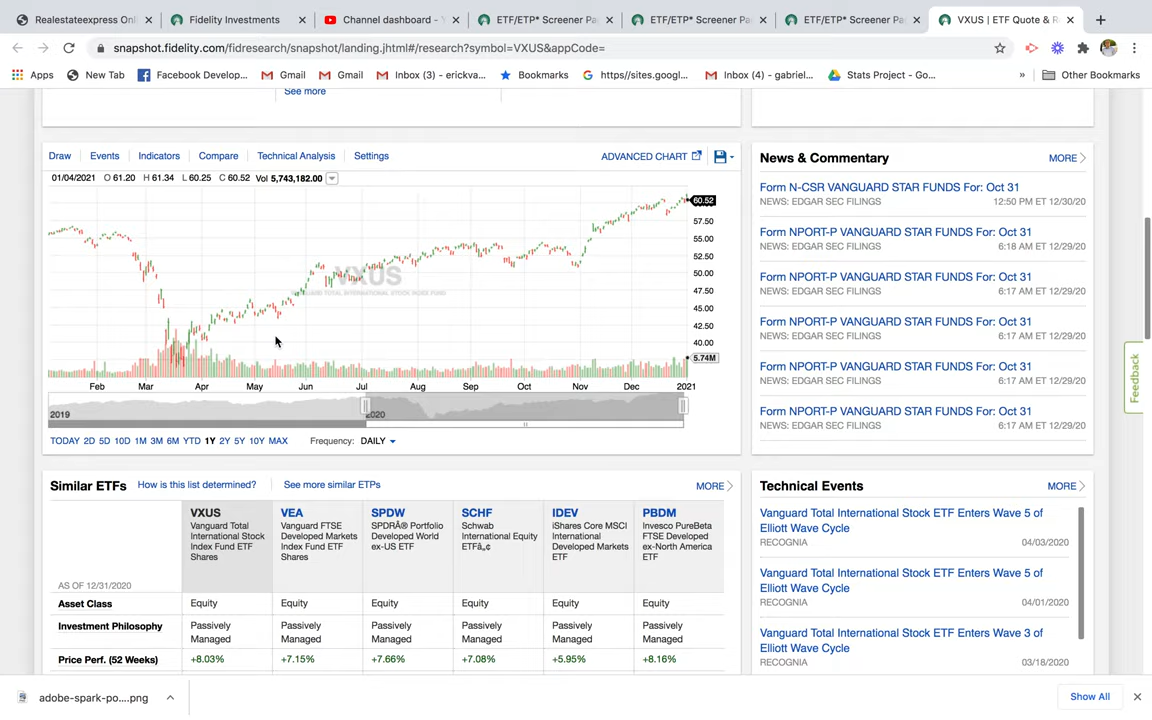 Realestateexpress Onli
Fidelity Investments
Channel dashboard - Y
ETF/ETP* Screener Pa
ETF/ETP* Screener Pa
ETF/ETP* Screener Par
VXUS | ETF Quote & R
snapshot.fidelity.com/fidresearch/snapshot/landing.jhtml#/research?symbol=VXUS&appCode=
Apps
New Tab
Facebook Develop...
Gmail
Gmail
Inbox (3) - erickva...
Bookmarks
https//sites.googl...
Inbox (4) - gabriel...
Stats Project - Go...
»
Other Bookmarks
See more
Draw
Events
Indicators
Compare
Technical Analysis
Settings
ADVANCED CHART
01/04/2021 O 61.20 H 61.34 L 60.25 C 60.52 Vol 5,743,182.00
60.52
57.50
55.00
52.50
50.00
47.50
45.00
42.50
40.00
5.74M
VXUS
VANGUARD TOTAL INTERNATIONAL STOCK INDEX FUND ETF
Feb Mar Apr May Jun Jul Aug Sep Oct Nov Dec 2021
2019 2020
TODAY 2D 5D 10D 1M 3M 6M YTD 1Y 2Y 5Y 10Y MAX Frequency: DAILY
News & Commentary
MORE
Form N-CSR VANGUARD STAR FUNDS For: Oct 31
NEWS: EDGAR SEC FILINGS 12:50 PM ET 12/30/20
Form NPORT-P VANGUARD STAR FUNDS For: Oct 31
NEWS: EDGAR SEC FILINGS 6:18 AM ET 12/29/20
Form NPORT-P VANGUARD STAR FUNDS For: Oct 31
NEWS: EDGAR SEC FILINGS 6:17 AM ET 12/29/20
Form NPORT-P VANGUARD STAR FUNDS For: Oct 31
NEWS: EDGAR SEC FILINGS 6:17 AM ET 12/29/20
Form NPORT-P VANGUARD STAR FUNDS For: Oct 31
NEWS: EDGAR SEC FILINGS 6:17 AM ET 12/29/20
Form NPORT-P VANGUARD STAR FUNDS For: Oct 31
NEWS: EDGAR SEC FILINGS 6:17 AM ET 12/29/20
Feedback
Similar ETFs
How is this list determined?
See more similar ETPs
MORE
AS OF 12/31/2020
VXUS
Vanguard Total
International Stock
Index Fund ETF
Shares
VEA
Vanguard FTSE
Developed Markets
Index Fund ETF
Shares
SPDW
SPDRÂ® Portfolio
Developed World
ex-US ETF
SCHF
Schwab
International Equity
ETFâ„¢
IDEV
iShares Core MSCI
International
Developed Markets
ETF
PBDM
Invesco PureBeta
FTSE Developed
ex-North America
ETF
Asset Class Equity Equity Equity Equity Equity Equity
Investment Philosophy Passively Passively Passively Passively Passively Passively
Managed Managed Managed Managed Managed Managed
Price Perf. (52 Weeks) +8.03% +7.15% +7.66% +7.08% +5.95% +8.16%
Technical Events
MORE
Vanguard Total International Stock ETF Enters Wave 5 of
Elliott Wave Cycle
RECOGNIA 04/03/2020
Vanguard Total International Stock ETF Enters Wave 5 of
Elliott Wave Cycle
RECOGNIA 04/01/2020
Vanguard Total International Stock ETF Enters Wave 3 of
Elliott Wave Cycle
RECOGNIA 03/18/2020
adobe-spark-po....png
Show All